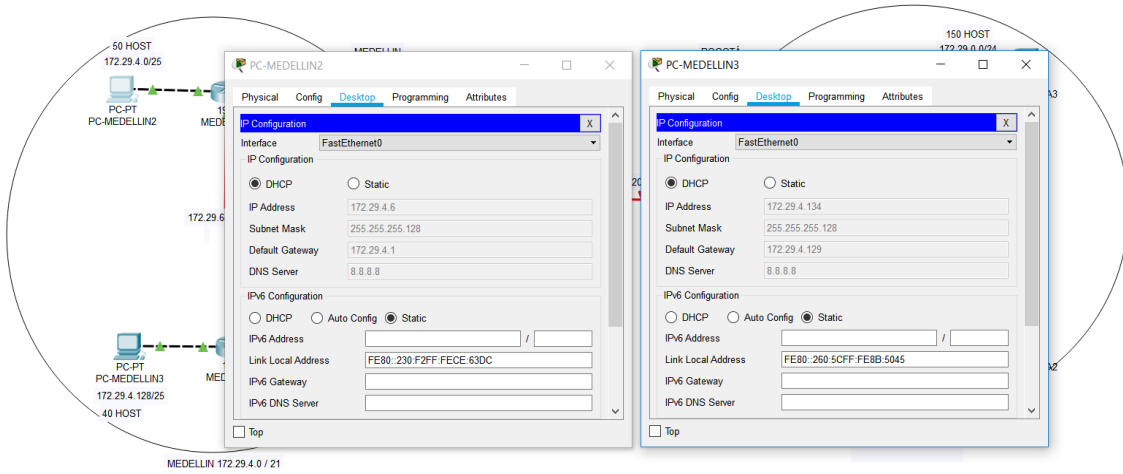 50 HOST
172.29.4.0/25
PC-PT
PC-MEDELLIN2
PC-MEDELLIN2
Physical Config Desktop Programming Attributes
IP Configuration X
Interface FastEthernet0
IP Configuration
DHCP Static
IP Address 172.29.4.6
Subnet Mask 255.255.255.128
Default Gateway 172.29.4.1
DNS Server 8.8.8.8
IPv6 Configuration
DHCP Auto Config Static
IPv6 Address /
Link Local Address FE80::230:F2FF:FECE:63DC
IPv6 Gateway
IPv6 DNS Server
Top
150 HOST
172.29.0.0/24
PC-MEDELLIN3
Physical Config Desktop Programming Attributes
IP Configuration X
Interface FastEthernet0
IP Configuration
DHCP Static
IP Address 172.29.4.134
Subnet Mask 255.255.255.128
Default Gateway 172.29.4.129
DNS Server 8.8.8.8
IPv6 Configuration
DHCP Auto Config Static
IPv6 Address /
Link Local Address FE80::260:5CFF:FE8B:5045
IPv6 Gateway
IPv6 DNS Server
Top
172.29.6
PC-PT
PC-MEDELLIN3
172.29.4.128/25
40 HOST
MEDELLIN 172.29.4.0 / 21